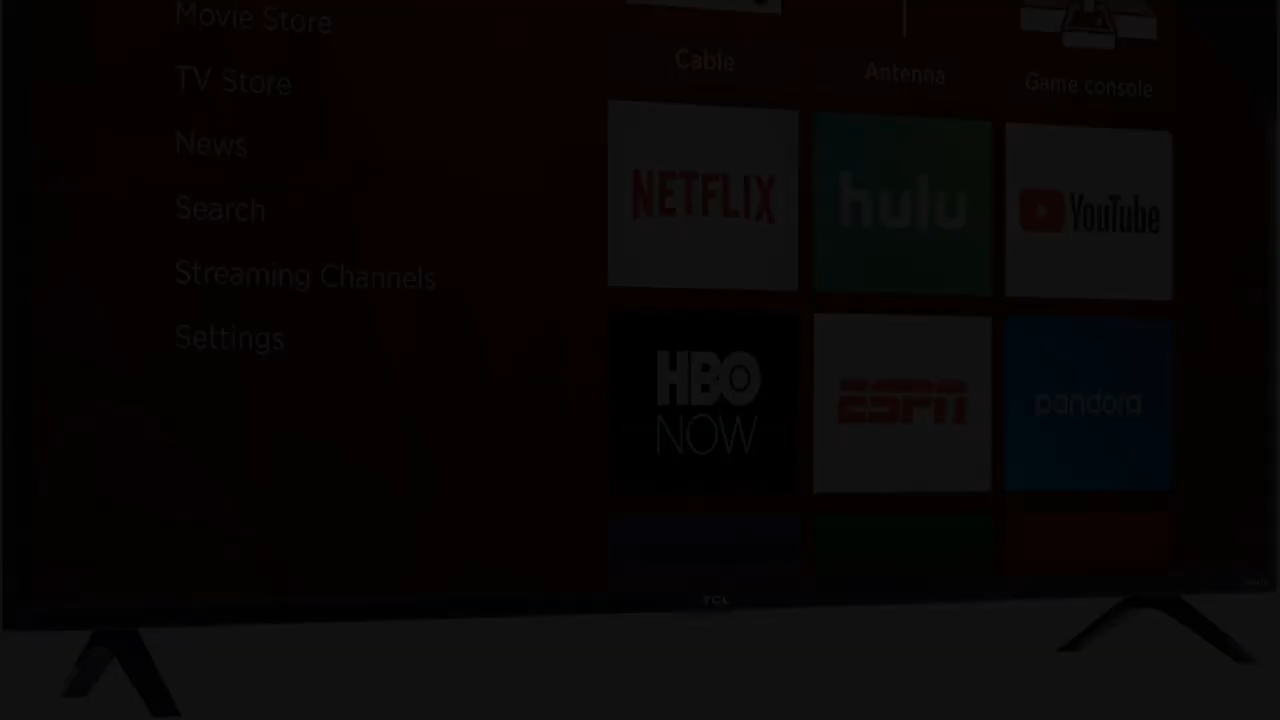 Movie Store
TV Store
News
Search
Streaming Channels
Settings
Cable
Antenna
Game console
NETFLIX
hulu
YouTube
HBO
NOW
ESPN
pandora
TCL